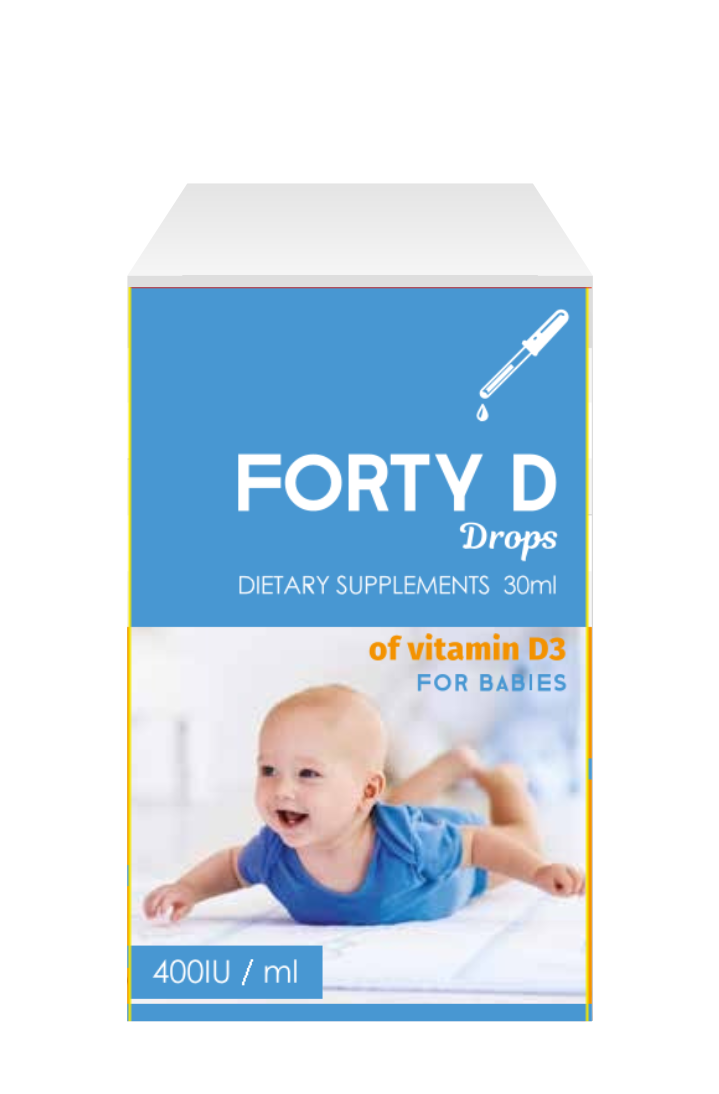 FORTY D
Drops
DIETARY SUPPLEMENTS 30ml
of vitamin D3
FOR BABIES
400IU / ml